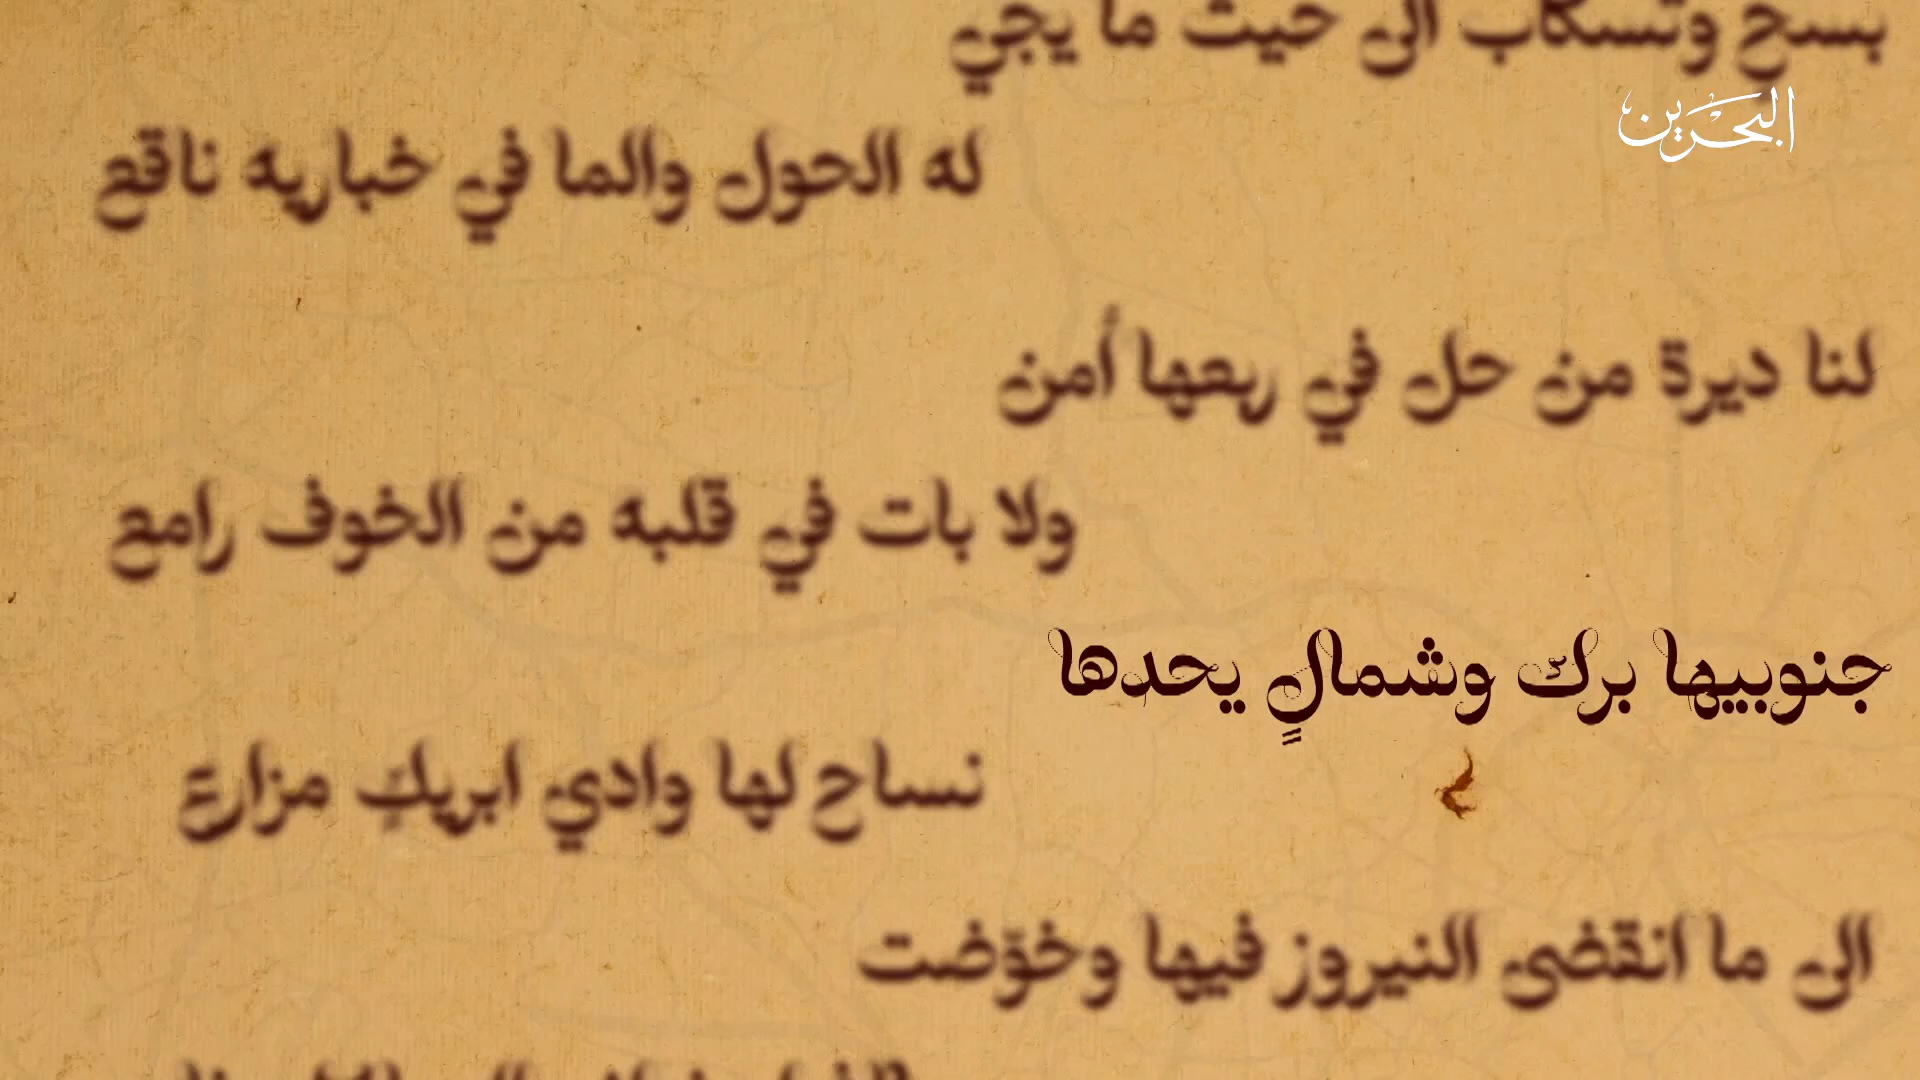 بسح وتسكاب الى حيث ما يجي
البحرين
له الحول والما في خباريه ناقع
لنا ديرة من حل في ربعها أمن
ولا بات في قلبه من الخوف رامع
جنوبيها برك وشمالٍ يحدها
نساح لها وادي ابريكٍ مزارع
الى ما انقضى النيروز فيها وخوّضت